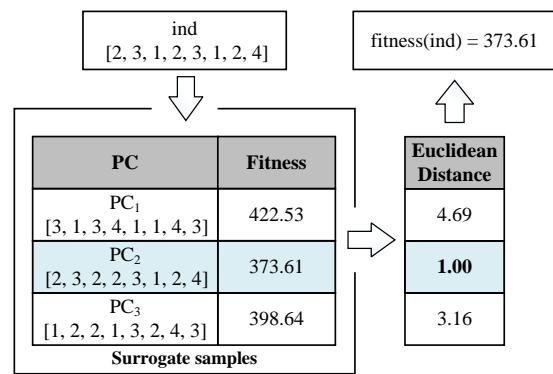 ind
[2, 3, 1, 2, 3, 1, 2, 4]
fitness(ind) = 373.61
PC Fitness
PC₁
[3, 1, 3, 4, 1, 1, 4, 3]
422.53
PC₂
[2, 3, 2, 2, 3, 1, 2, 4]
373.61
PC₃
[1, 2, 2, 1, 3, 2, 4, 3]
398.64
Surrogate samples
Euclidean
Distance
4.69
1.00
3.16